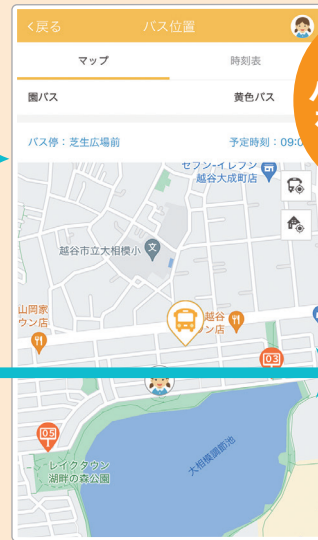 <戻る バス位置
マップ 時刻表
園バス 黄色バス
バス停：芝生広場前 予定時刻：09:0
セブン-イレブン
越谷大成町店
越谷市立大相模小
文
山岡家
ウン店
越谷
ン店
03
05
レイクタウン
湖畔の森公園
大相模調節池